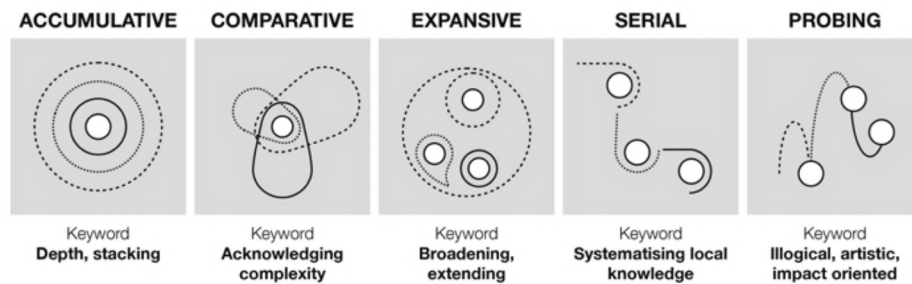 ACCUMULATIVE
COMPARATIVE
EXPANSIVE
SERIAL
PROBING
Keyword
Depth, stacking
Keyword
Acknowledging
complexity
Keyword
Broadening,
extending
Keyword
Systematising local
knowledge
Keyword
Illogical, artistic,
impact oriented